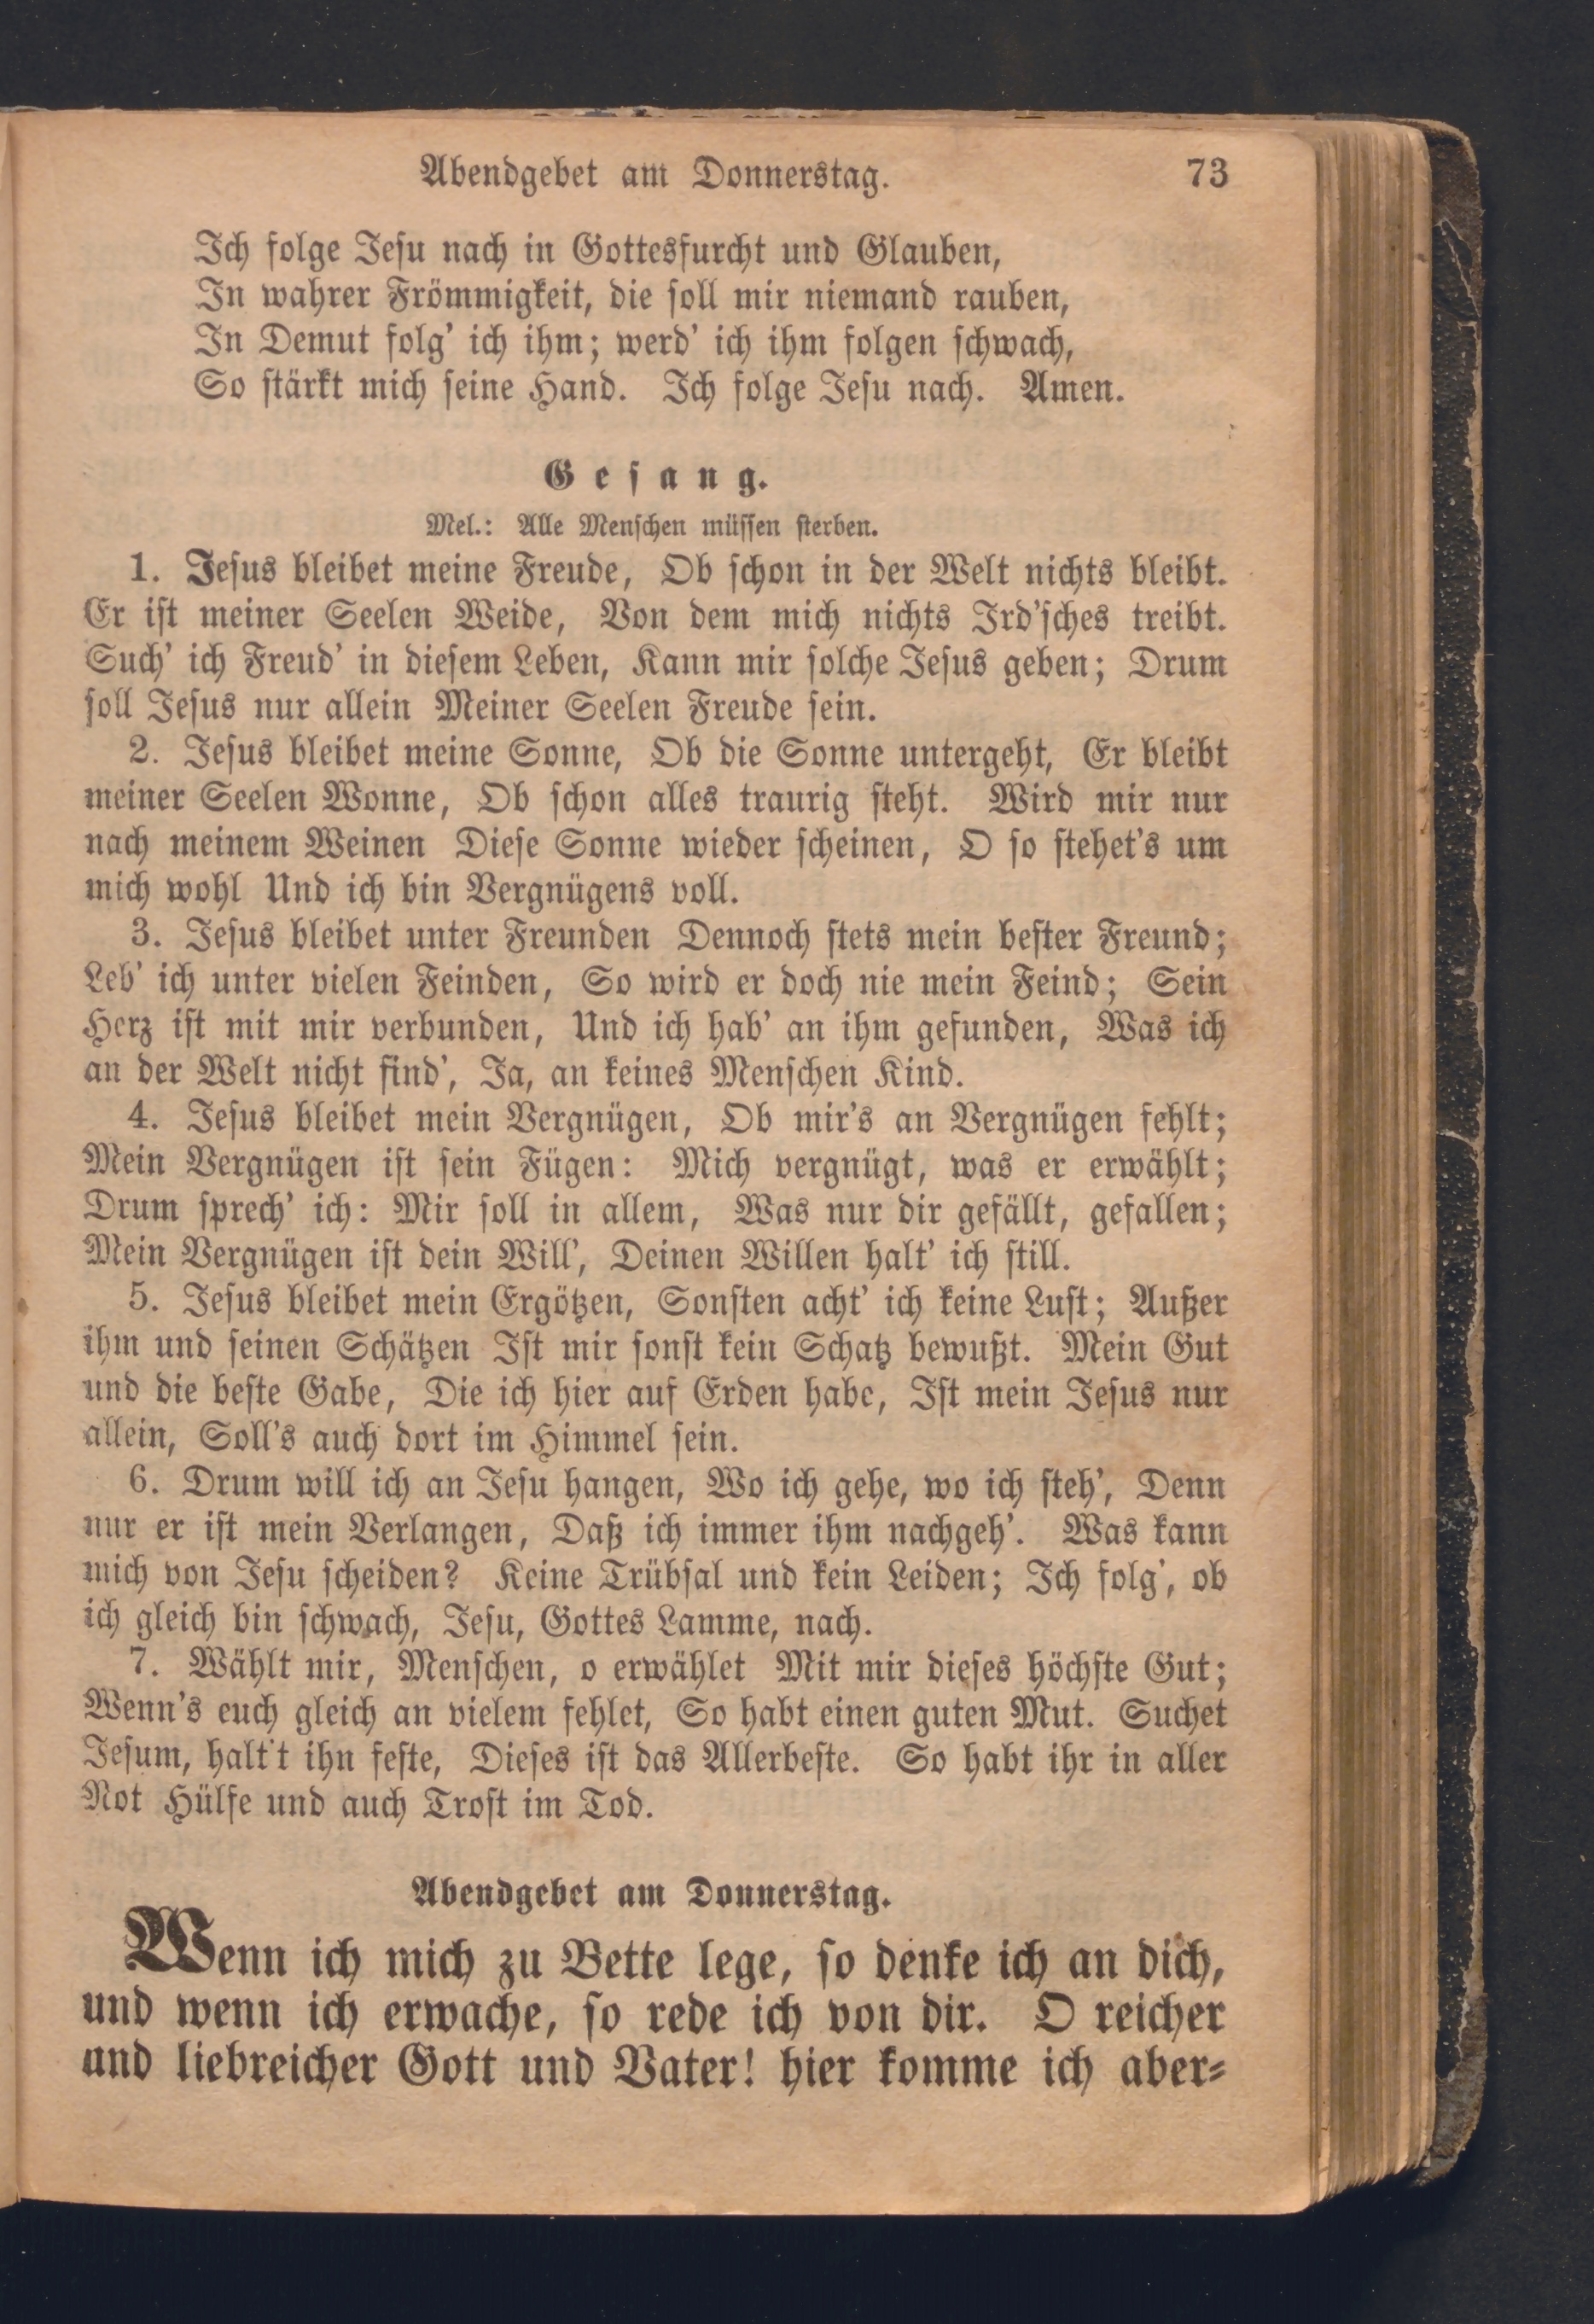 Abendgebet am Donnerstag. 73
Ich folge Jesu nach in Gottesfurcht und Glauben,
In wahrer Frömmigkeit, die soll mir niemand rauben,
In Demut folg' ich ihm; werd' ich ihm folgen schwach,
So stärkt mich seine Hand. Ich folge Jesu nach. Amen.
Gesang.
Mel.: Alle Menschen müssen sterben.
1. Jesus bleibet meine Freude, Ob schon in der Welt nichts bleibt.
Er ist meiner Seelen Weide, Von dem mich nichts Ird'sches treibt.
Such' ich Freud' in diesem Leben, Kann mir solche Jesus geben; Drum
soll Jesus nur allein Meiner Seelen Freude sein.
2. Jesus bleibet meine Sonne, Ob die Sonne untergeht, Er bleibt
meiner Seelen Wonne, Ob schon alles traurig steht. Wird mir nur
nach meinem Weinen Diese Sonne wieder scheinen, O so stehet's um
mich wohl Und ich bin Vergnügens voll.
3. Jesus bleibet unter Freunden Dennoch stets mein bester Freund;
Leb' ich unter vielen Feinden, So wird er doch nie mein Feind; Sein
Herz ist mit mir verbunden, Und ich hab' an ihm gefunden, Was ich
an der Welt nicht find', Ja, an keines Menschen Kind.
4. Jesus bleibet mein Vergnügen, Ob mir's an Vergnügen fehlt;
Mein Vergnügen ist sein Fügen: Mich vergnügt, was er erwählt;
Drum sprech' ich: Mir soll in allem, Was nur dir gefällt, gefallen;
Mein Vergnügen ist dein Will', Deinen Willen halt' ich still.
5. Jesus bleibet mein Ergötzen, Sonsten acht' ich keine Lust; Außer
ihm und seinen Schätzen Ist mir sonst kein Schatz bewußt. Mein Gut
und die beste Gabe, Die ich hier auf Erden habe, Ist mein Jesus nur
allein, Soll's auch dort im Himmel sein.
6. Drum will ich an Jesu hangen, Wo ich gehe, wo ich steh', Denn
nur er ist mein Verlangen, Daß ich immer ihm nachgeh'. Was kann
mich von Jesu scheiden? Keine Trübsal und kein Leiden; Ich folg', ob
ich gleich bin schwach, Jesu, Gottes Lamme, nach.
7. Wählt mir, Menschen, o erwählet Mit mir dieses höchste Gut;
Wenn's euch gleich an vielem fehlet, So habt einen guten Mut. Suchet
Jesum, halt't ihn feste, Dieses ist das Allerbeste. So habt ihr in aller
Not Hülfe und auch Trost im Tod.
Abendgebet am Donnerstag.
Wenn ich mich zu Bette lege, so denke ich an dich,
und wenn ich erwache, so rede ich von dir. O reicher
und liebreicher Gott und Vater! hier komme ich aber-